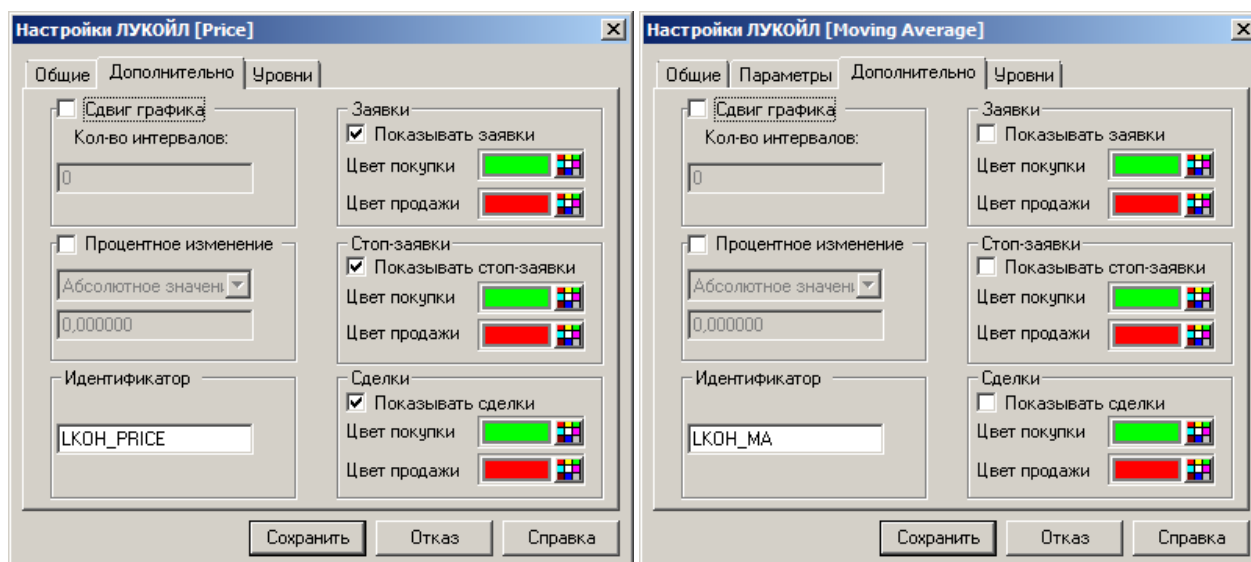 Настройки ЛУКОЙЛ [Price]
Общие Дополнительно Уровни
Сдвиг графика
Кол-во интервалов:
0
Процентное изменение
Абсолютное значени
0,000000
Идентификатор
LKOH_PRICE
Заявки
Показывать заявки
Цвет покупки
Цвет продажи
Стоп-заявки
Показывать стоп-заявки
Цвет покупки
Цвет продажи
Сделки
Показывать сделки
Цвет покупки
Цвет продажи
Сохранить Отказ Справка
Настройки ЛУКОЙЛ [Moving Average]
Общие Параметры Дополнительно Уровни
Сдвиг графика
Кол-во интервалов:
0
Процентное изменение
Абсолютное значени
0,000000
Идентификатор
LKOH_MA
Заявки
Показывать заявки
Цвет покупки
Цвет продажи
Стоп-заявки
Показывать стоп-заявки
Цвет покупки
Цвет продажи
Сделки
Показывать сделки
Цвет покупки
Цвет продажи
Сохранить Отказ Справка